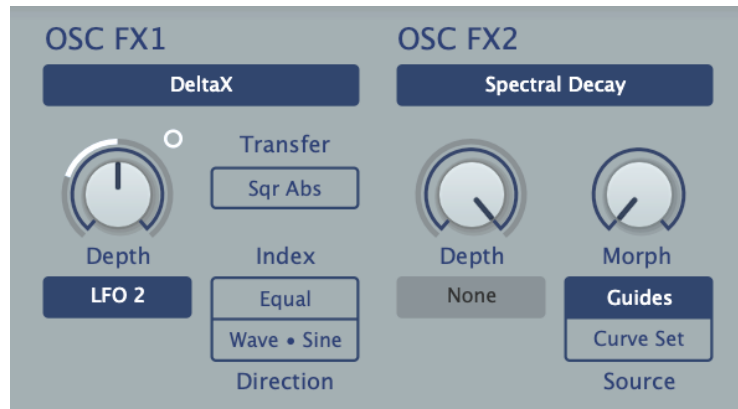 OSC FX1
DeltaX
Transfer
Sqr Abs
Depth
Index
LFO 2
Equal
Wave • Sine
Direction
OSC FX2
Spectral Decay
Depth
Morph
None
Guides
Curve Set
Source